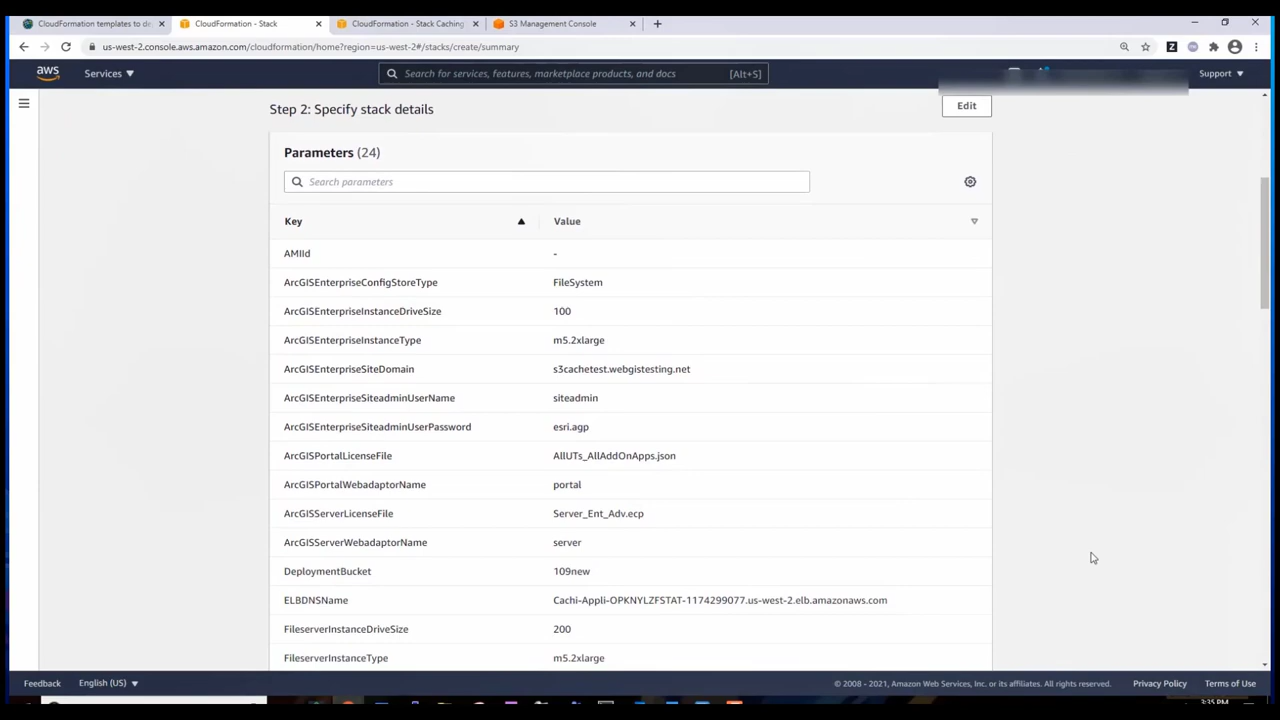 CloudFormation templates to de
CloudFormation - Stack
CloudFormation - Stack Caching
S3 Management Console
us-west-2.console.aws.amazon.com/cloudformation/home?region=us-west-2#/stacks/create/summary
aws Services Search for services, features, marketplace products, and docs [Alt+S] Support
Step 2: Specify stack details Edit
Parameters (24)
Search parameters
Key Value
AMIId -
ArcGISEnterpriseConfigStoreType FileSystem
ArcGISEnterpriseInstanceDriveSize 100
ArcGISEnterpriseInstanceType m5.2xlarge
ArcGISEnterpriseSiteDomain s3cachetest.webgistesting.net
ArcGISEnterpriseSiteadminUserName siteadmin
ArcGISEnterpriseSiteadminUserPassword esri.agp
ArcGISPortalLicenseFile AllUTs_AllAddOnApps.json
ArcGISPortalWebadaptorName portal
ArcGISServerLicenseFile Server_Ent_Adv.ecp
ArcGISServerWebadaptorName server
DeploymentBucket 109new
ELBDNSName Cachi-Appli-OPKNYLZFSTAT-1174299077.us-west-2.elb.amazonaws.com
FileserverInstanceDriveSize 200
FileserverInstanceType m5.2xlarge
Feedback English (US) © 2008 - 2021, Amazon Web Services, Inc. or its affiliates. All rights reserved. Privacy Policy Terms of Use
3:35 PM